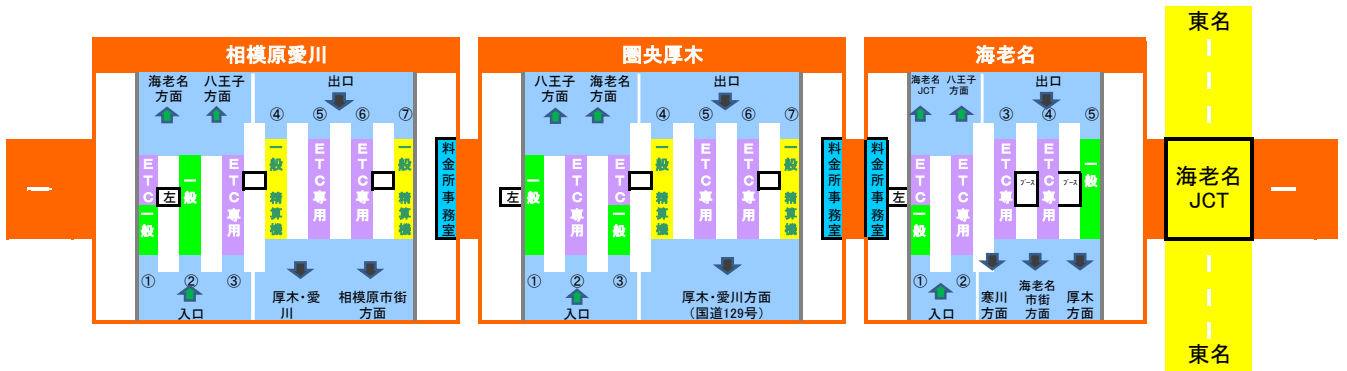 相模原愛川
海老名
方面
八王子
方面
出口
④
⑤
⑥
⑦
ETC
一般
左
一般
ETC専用
一般 精算機
ETC専用
ETC専用
一般 精算機
料金所事務室
①
②
③
入口
厚木・愛
川
相模原市街
方面
圏央厚木
八王子
方面
海老名
方面
出口
④
⑤
⑥
⑦
左
一般
ETC専用
ETC
一般
一般 精算機
ETC専用
ETC専用
一般 精算機
料金所事務室
①
②
③
入口
厚木・愛川方面
(国道129号)
海老名
海老名
JCT
八王子
方面
出口
③
④
⑤
料金所事務室
左
ETC
一般
ETC専用
ETC専用
ブース
ETC専用
ブース
一般
①
②
入口
寒川
方面
海老名
市街
方面
厚木
方面
東名
海老名
JCT
東名